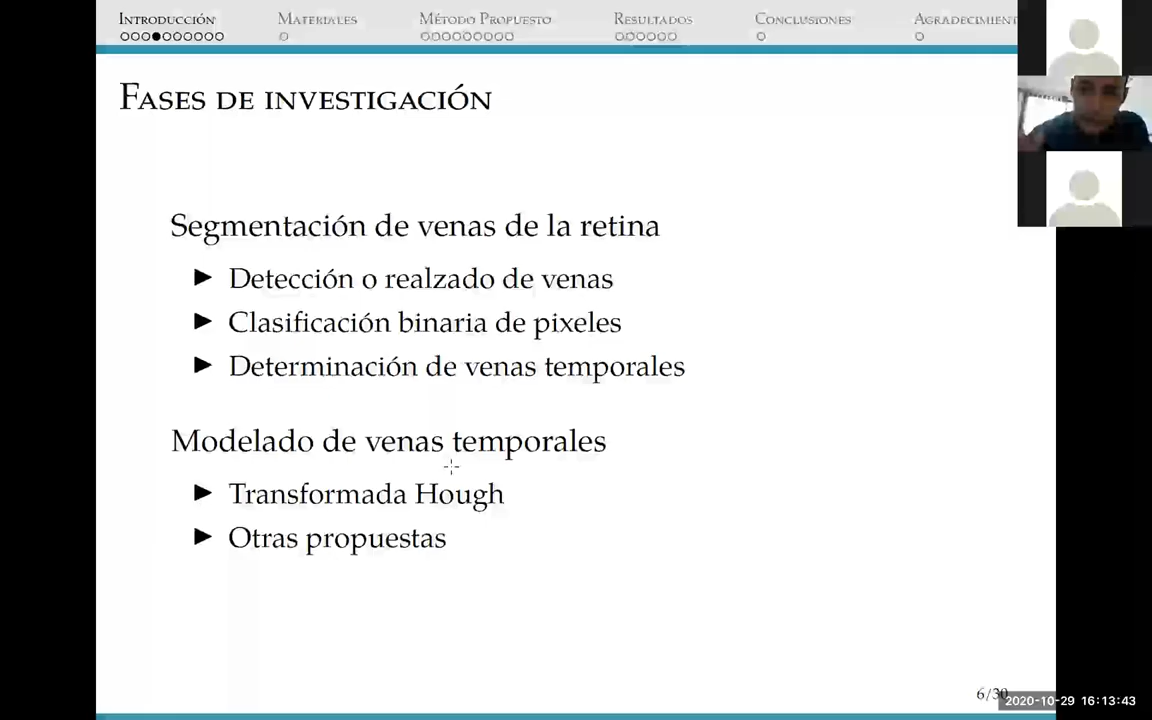 Introducción
Materiales
Método Propuesto
Resultados
Conclusiones
Fases de investigación
Segmentación de venas de la retina
Detección o realzado de venas
Clasificación binaria de pixeles
Determinación de venas temporales
Modelado de venas temporales
Transformada Hough
Otras propuestas
6/30
2020-10-29 16:13:43